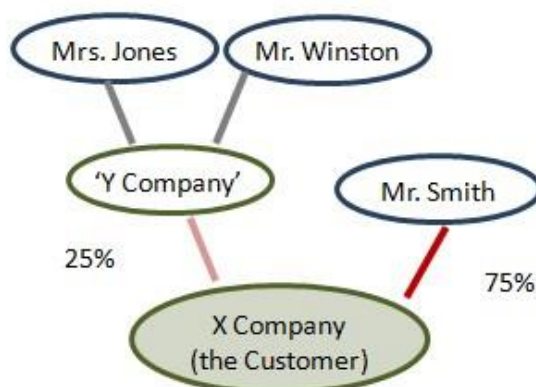 Mrs. Jones
Mr. Winston
‘Y Company’
Mr. Smith
25%
75%
X Company
(the Customer)